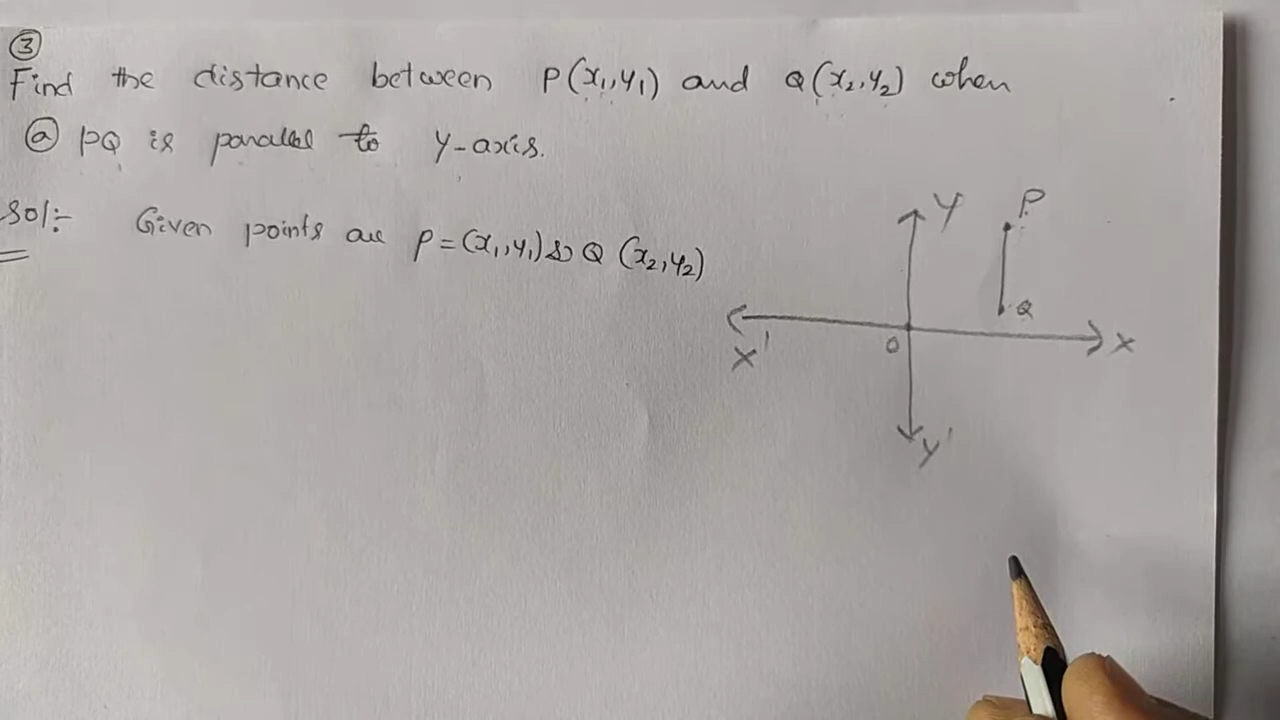 ③
Find the distance between P(x₁,y₁) and Q(x₂,y₂) when
ⓐ PQ is parallel to Y-axis.
Sol:- Given points are P=(x₁,y₁) & Q (x₂,y₂)
Y
P
Q
X'
O
X
Y'